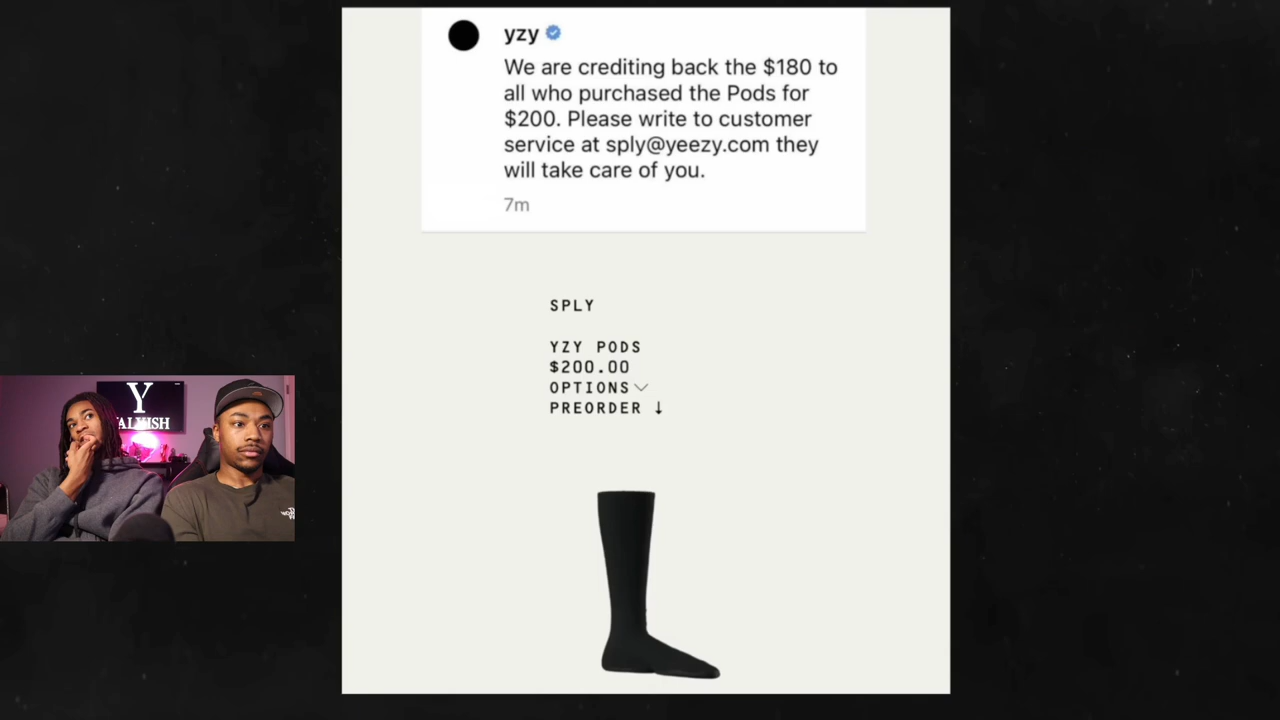 yzy
We are crediting back the $180 to
all who purchased the Pods for
$200. Please write to customer
service at sply@yeezy.com they
will take care of you.
7m
SPLY
YZY PODS
$200.00
OPTIONS
PREORDER ↓
Y